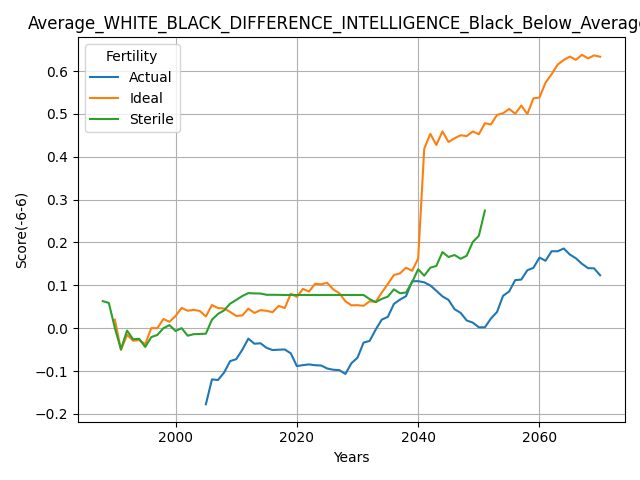 Average_WHITE_BLACK_DIFFERENCE_INTELLIGENCE_Black_Below_Average
Fertility
Actual
Ideal
Sterile
Score(-6-6)
0.6
0.5
0.4
0.3
0.2
0.1
0.0
−0.1
−0.2
2000 2020 2040 2060
Years